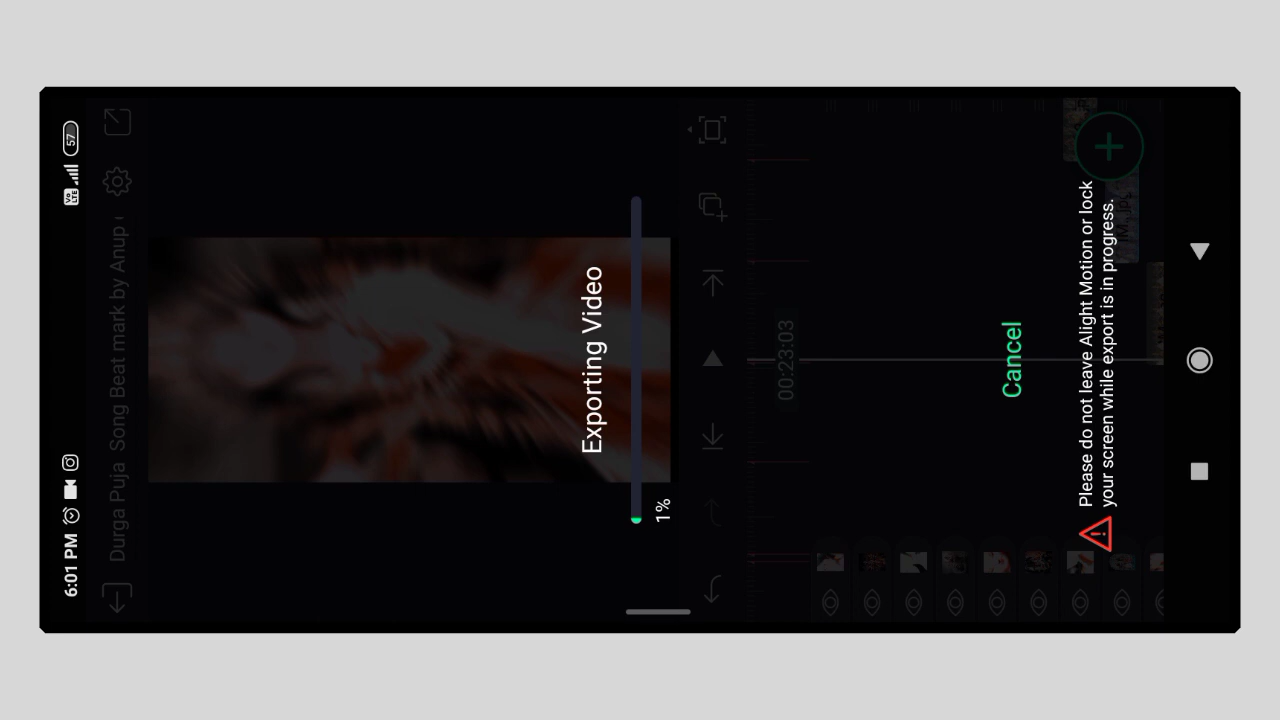 6:01 PM
57
Durga Puja Song Beat mark by Anup
Exporting Video
1%
00:23:03
Cancel
Please do not leave Alight Motion or lock
your screen while export is in progress.